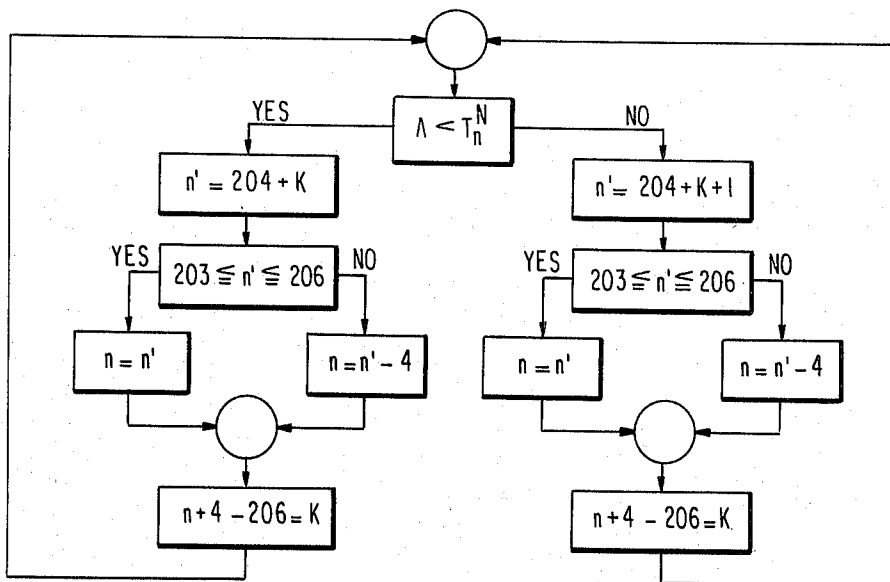 Λ < T_n^N
YES
NO
n' = 204 + K
n' = 204 + K + 1
203 ≦ n' ≦ 206
YES
NO
203 ≦ n' ≦ 206
YES
NO
n = n'
n = n' - 4
n = n'
n = n' - 4
n + 4 - 206 = K
n + 4 - 206 = K